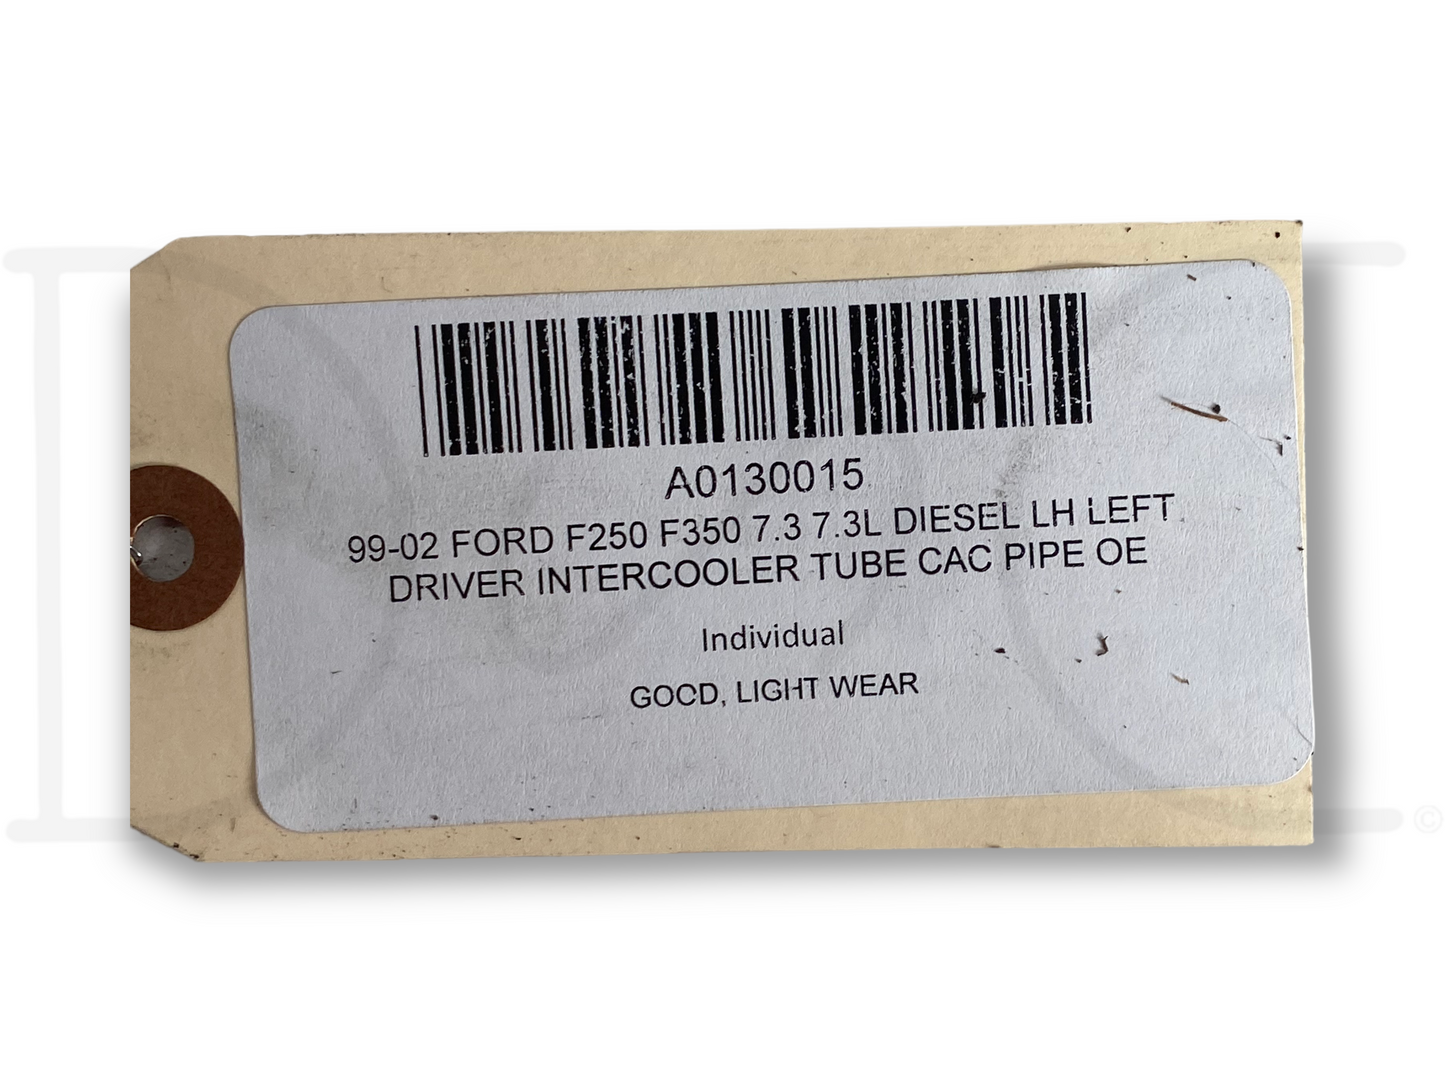 A0130015
99-02 FORD F250 F350 7.3 7.3L DIESEL LH LEFT
DRIVER INTERCOOLER TUBE CAC PIPE OE
Individual
GOOD, LIGHT WEAR
©